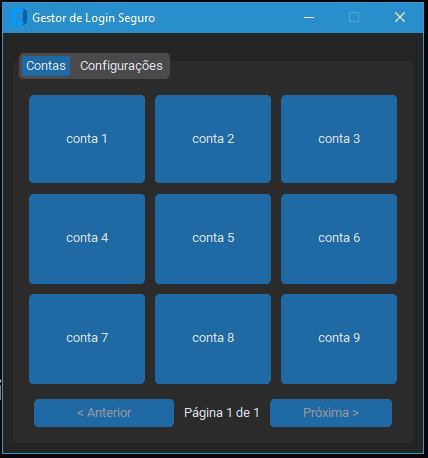 Gestor de Login Seguro
Contas Configurações
conta 1 conta 2 conta 3
conta 4 conta 5 conta 6
conta 7 conta 8 conta 9
< Anterior Página 1 de 1 Próxima >